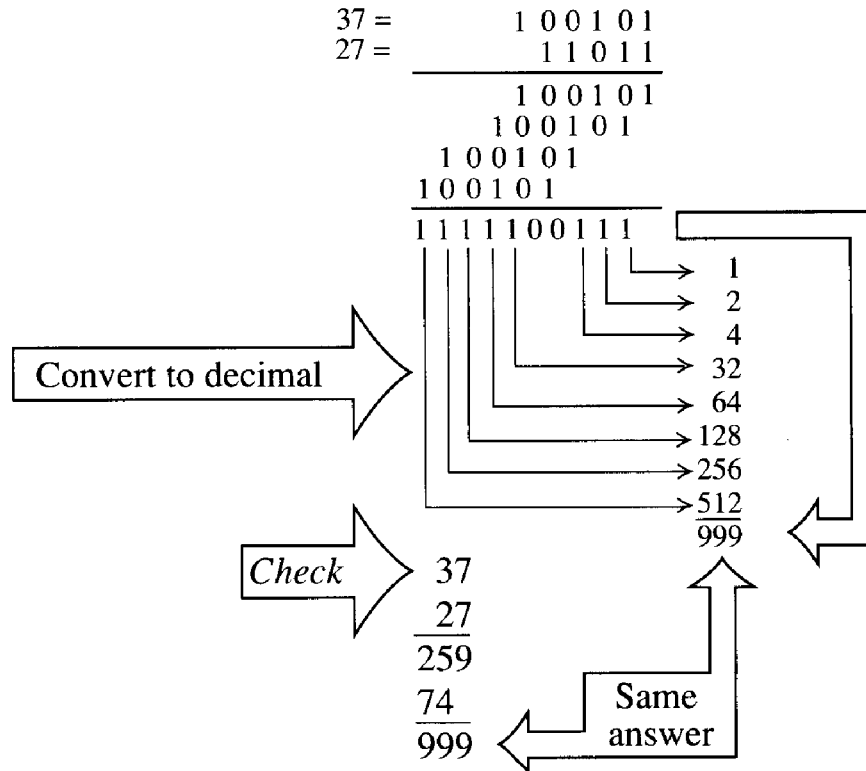 37 = 1 0 0 1 0 1
27 = 1 1 0 1 1
1 0 0 1 0 1
1 0 0 1 0 1
1 0 0 1 0 1
1 0 0 1 0 1
1 1 1 1 1 0 0 1 1 1
1
2
4
32
Convert to decimal
64
128
256
512
999
Check
37
27
259
74
999
Same
answer